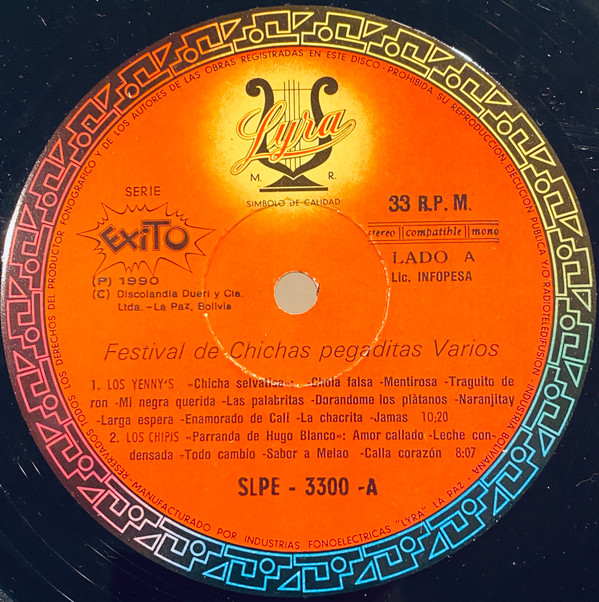 RESERVADOS TODOS LOS DERECHOS DEL PRODUCTOR FONOGRAFICO Y DE LOS AUTORES DE LAS OBRAS REGISTRADAS EN ESTE DISCO - PROHIBIDA SU REPRODUCCION, EJECUCION PUBLICA Y/O RADIOTELEDIFUSION - INDUSTRIA BOLIVIANA
Lyra
M. R.
SIMBOLO DE CALIDAD
SERIE
EXITO
(P) 1990
(C) Discolandia Dueri y Cia.
Ltda. -La Paz, Bolivia
33 R.P.M.
stereo compatible mono
LADO A
Lic. INFOPESA
Festival de Chichas pegaditas Varios
1. LOS YENNY'S «Chicha selvatica»: -Chola falsa -Mentirosa -Traguito de
ron -Mi negra querida -Las palabritas -Dorandome los plàtanos -Naranjitay
-Larga espera -Enamorado de Cali -La chacrita -Jamas 10;20
2. LOS CHIPIS «Parranda de Hugo Blanco»: Amor callado -Leche con-
densada -Todo cambio -Sabor a Melao -Calla corazón 8:07
SLPE - 3300 -A
-MANUFACTURADO POR INDUSTRIAS FONOELECTRICAS "LYRA" LA PAZ -